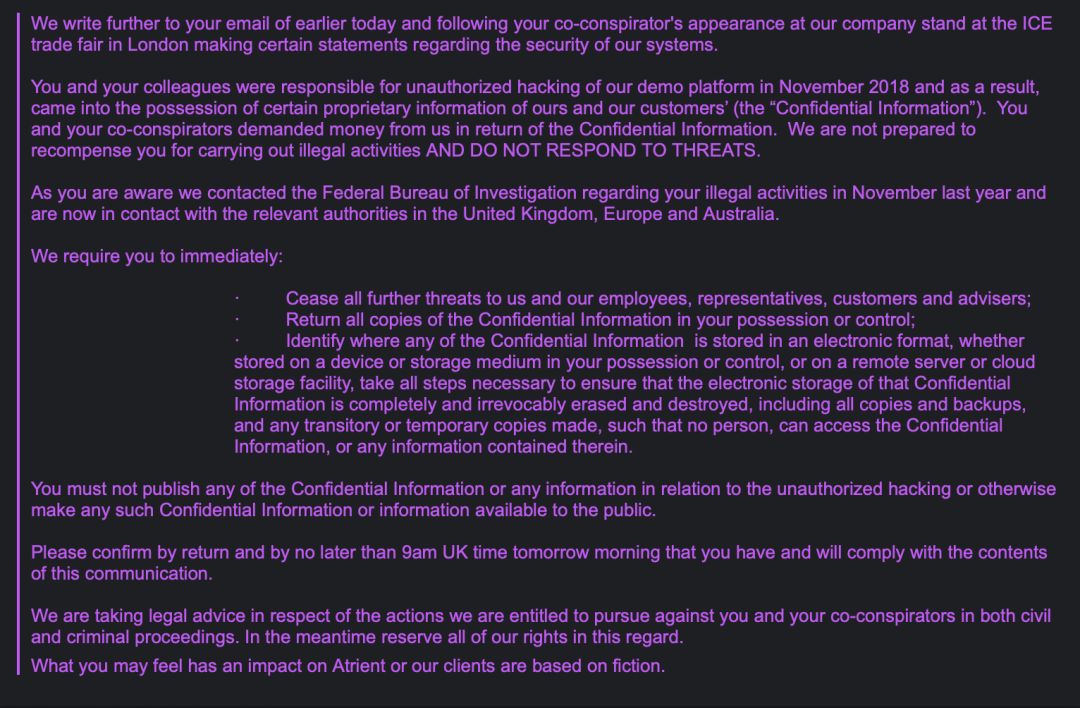 We write further to your email of earlier today and following your co-conspirator's appearance at our company stand at the ICE
trade fair in London making certain statements regarding the security of our systems.
You and your colleagues were responsible for unauthorized hacking of our demo platform in November 2018 and as a result,
came into the possession of certain proprietary information of ours and our customers’ (the “Confidential Information”).  You
and your co-conspirators demanded money from us in return of the Confidential Information.  We are not prepared to
recompense you for carrying out illegal activities AND DO NOT RESPOND TO THREATS.
As you are aware we contacted the Federal Bureau of Investigation regarding your illegal activities in November last year and
are now in contact with the relevant authorities in the United Kingdom, Europe and Australia.
We require you to immediately:
· Cease all further threats to us and our employees, representatives, customers and advisers;
· Return all copies of the Confidential Information in your possession or control;
· Identify where any of the Confidential Information  is stored in an electronic format, whether
stored on a device or storage medium in your possession or control, or on a remote server or cloud
storage facility, take all steps necessary to ensure that the electronic storage of that Confidential
Information is completely and irrevocably erased and destroyed, including all copies and backups,
and any transitory or temporary copies made, such that no person, can access the Confidential
Information, or any information contained therein.
You must not publish any of the Confidential Information or any information in relation to the unauthorized hacking or otherwise
make any such Confidential Information or information available to the public.
Please confirm by return and by no later than 9am UK time tomorrow morning that you have and will comply with the contents
of this communication.
We are taking legal advice in respect of the actions we are entitled to pursue against you and your co-conspirators in both civil
and criminal proceedings. In the meantime reserve all of our rights in this regard.
What you may feel has an impact on Atrient or our clients are based on fiction.